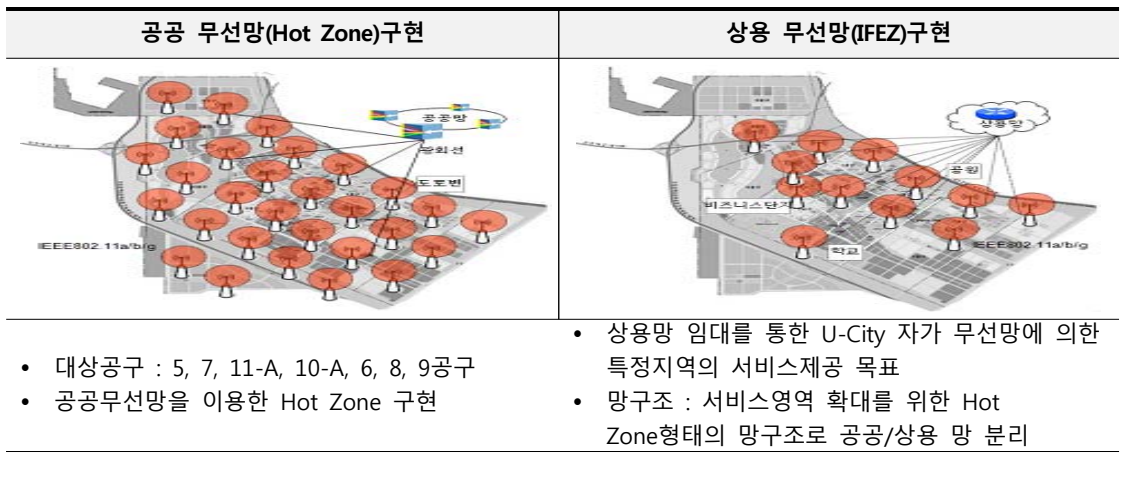 공공 무선망(Hot Zone)구현
상용 무선망(IFEZ)구현
공공망
광회선
도로변
IEEE802.11a/b/g
상용망
공원
비즈니스단지
학교
IEEE802.11a/b/g
• 대상공구 : 5, 7, 11-A, 10-A, 6, 8, 9공구
• 공공무선망을 이용한 Hot Zone 구현
• 상용망 임대를 통한 U-City 자가 무선망에 의한
특정지역의 서비스제공 목표
• 망구조 : 서비스영역 확대를 위한 Hot
Zone형태의 망구조로 공공/상용 망 분리